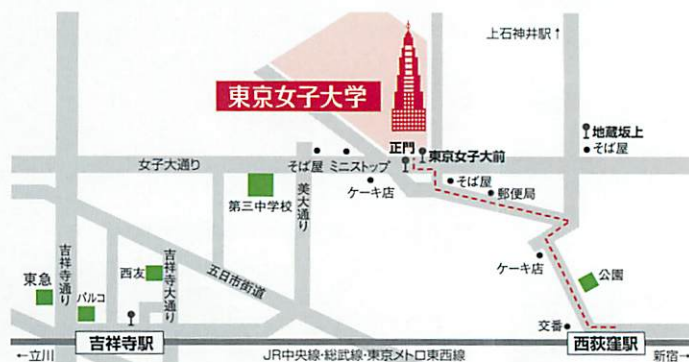 上石神井駅↑
東京女子大学
地蔵坂上
そば屋
正門
東京女子大前
女子大通り
そば屋
ミニストップ
ケーキ店
そば屋
郵便局
第三中学校
美大通り
吉祥寺通り
東急
パルコ
西友
吉祥寺大通り
五日市街道
ケーキ店
公園
交番
吉祥寺駅
西荻窪駅
←立川
JR中央線・総武線・東京メトロ東西線
新宿→